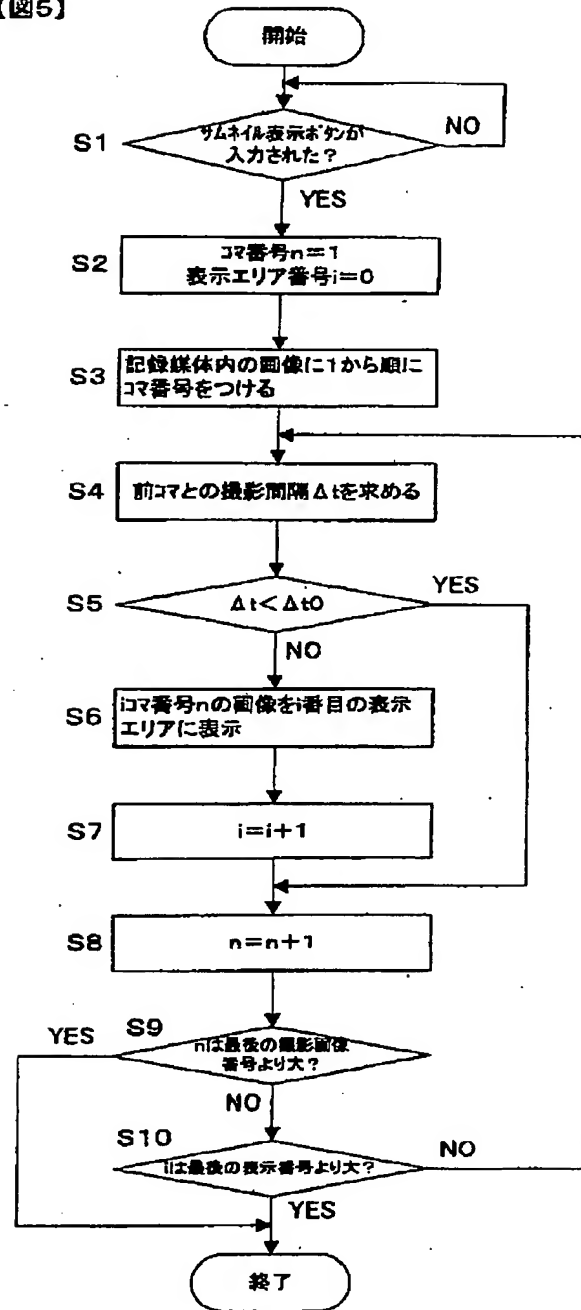 【図5】
開始
S1
サムネイル表示ボタンが
入力された?
NO
YES
S2
コマ番号n=1
表示エリア番号i=0
S3
記録媒体内の画像に1から順に
コマ番号をつける
S4
前コマとの撮影間隔Δtを求める
S5
Δt<Δt0
YES
NO
S6
iコマ番号nの画像をi番目の表示
エリアに表示
S7
i=i+1
S8
n=n+1
S9
YES
nは最後の撮影画像
番号より大?
NO
S10
iは最後の表示番号より大?
NO
YES
終了